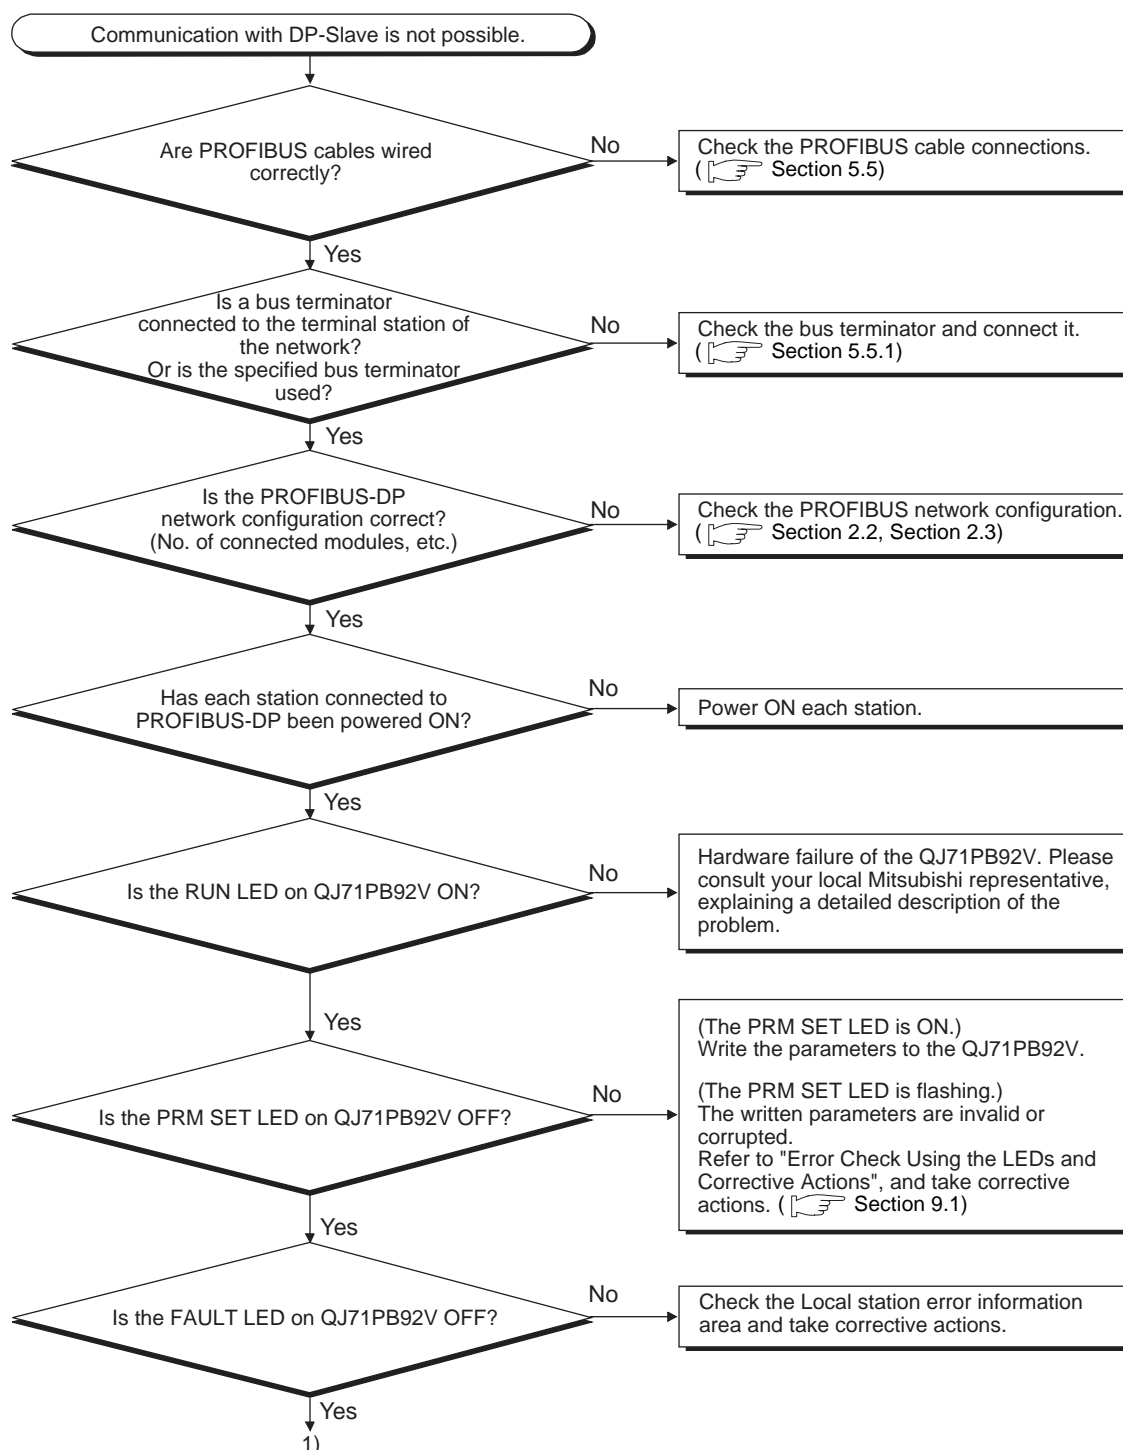 Communication with DP-Slave is not possible.
Are PROFIBUS cables wired
correctly?
No
Check the PROFIBUS cable connections.
( Section 5.5)
Yes
Is a bus terminator
connected to the terminal station of
the network?
Or is the specified bus terminator
used?
No
Check the bus terminator and connect it.
( Section 5.5.1)
Yes
Is the PROFIBUS-DP
network configuration correct?
(No. of connected modules, etc.)
No
Check the PROFIBUS network configuration.
( Section 2.2, Section 2.3)
Yes
Has each station connected to
PROFIBUS-DP been powered ON?
No
Power ON each station.
Yes
Is the RUN LED on QJ71PB92V ON?
No
Hardware failure of the QJ71PB92V. Please
consult your local Mitsubishi representative,
explaining a detailed description of the
problem.
Yes
Is the PRM SET LED on QJ71PB92V OFF?
No
(The PRM SET LED is ON.)
Write the parameters to the QJ71PB92V.
(The PRM SET LED is flashing.)
The written parameters are invalid or
corrupted.
Refer to "Error Check Using the LEDs and
Corrective Actions", and take corrective
actions. ( Section 9.1)
Yes
Is the FAULT LED on QJ71PB92V OFF?
No
Check the Local station error information
area and take corrective actions.
Yes
1)